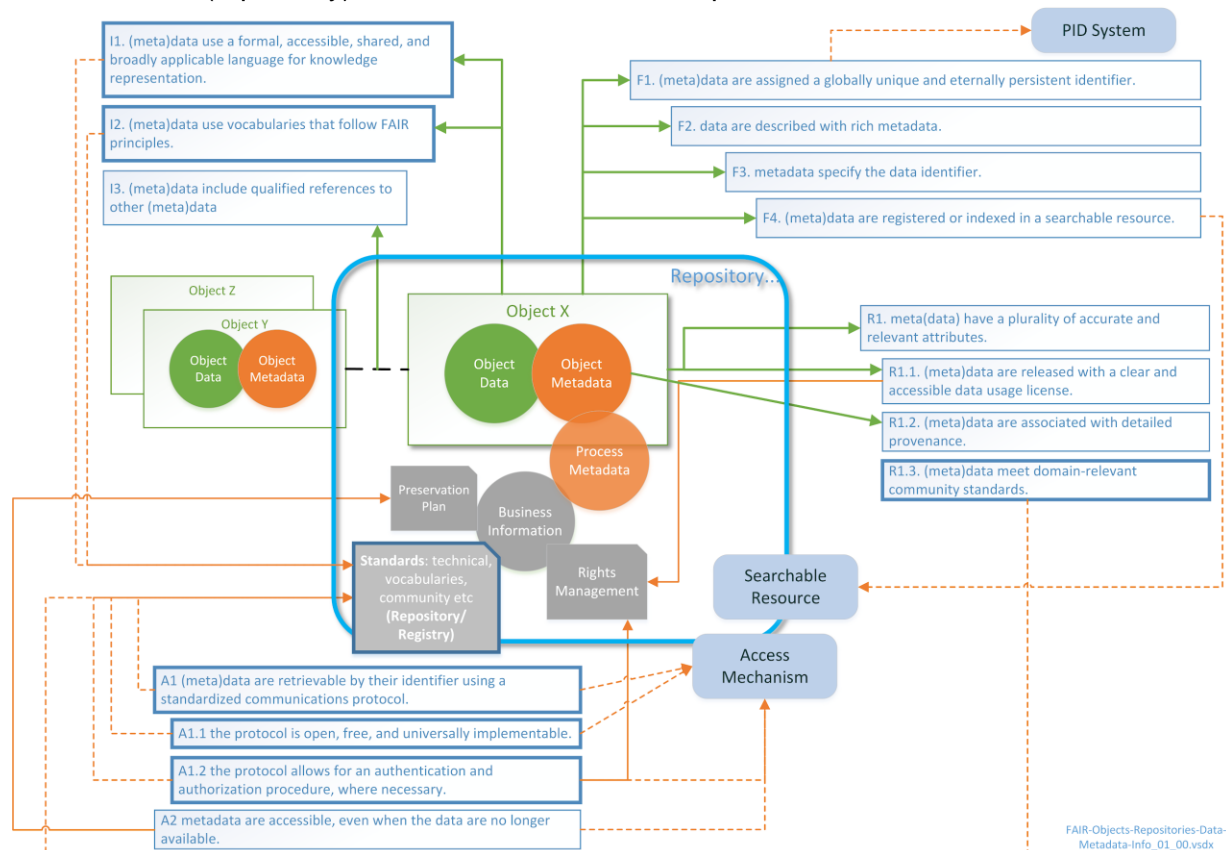 I1. (meta)data use a formal, accessible, shared, and
broadly applicable language for knowledge
representation.
PID System
F1. (meta)data are assigned a globally unique and eternally persistent identifier.
I2. (meta)data use vocabularies that follow FAIR
principles.
F2. data are described with rich metadata.
F3. metadata specify the data identifier.
I3. (meta)data include qualified references to
other (meta)data
F4. (meta)data are registered or indexed in a searchable resource.
Repository...
Object Z
Object Y
Object
Data
Object
Metadata
Object X
Object
Data
Object
Metadata
R1. meta(data) have a plurality of accurate and
relevant attributes.
R1.1. (meta)data are released with a clear and
accessible data usage license.
R1.2. (meta)data are associated with detailed
provenance.
R1.3. (meta)data meet domain-relevant
community standards.
Process
Metadata
Preservation
Plan
Business
Information
Standards: technical,
vocabularies,
community etc
(Repository/
Registry)
Rights
Management
Searchable
Resource
Access
Mechanism
A1 (meta)data are retrievable by their identifier using a
standardized communications protocol.
A1.1 the protocol is open, free, and universally implementable.
A1.2 the protocol allows for an authentication and
authorization procedure, where necessary.
A2 metadata are accessible, even when the data are no longer
available.
FAIR-Objects-Repositories-Data-
Metadata-Info_01_00.vsdx